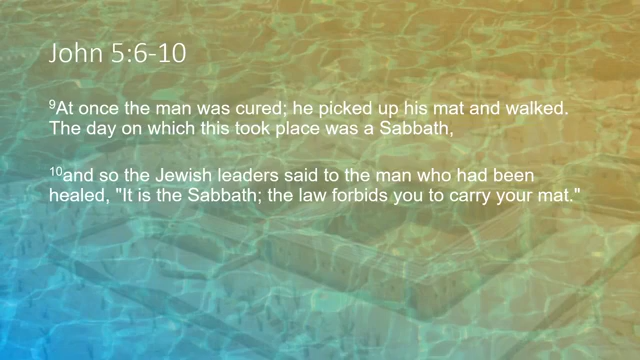 John 5:6-10
⁹At once the man was cured; he picked up his mat and walked.
The day on which this took place was a Sabbath,
¹⁰and so the Jewish leaders said to the man who had been
healed, "It is the Sabbath; the law forbids you to carry your mat."